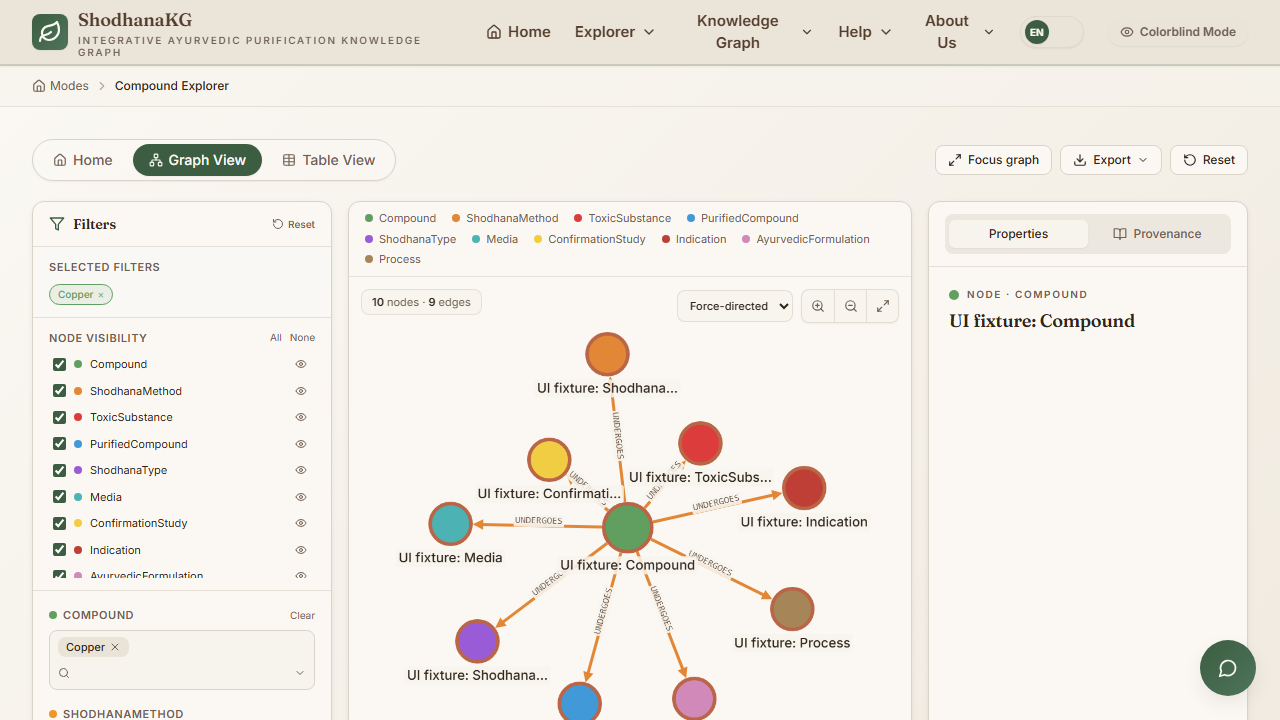 ShodhanaKG
INTEGRATIVE AYURVEDIC PURIFICATION KNOWLEDGE
GRAPH
Home
Explorer
Knowledge
Graph
Help
About
Us
EN
Colorblind Mode
Modes
Compound Explorer
Home
Graph View
Table View
Focus graph
Export
Reset
Filters
Reset
SELECTED FILTERS
Copper ×
NODE VISIBILITY
All
None
Compound
ShodhanaMethod
ToxicSubstance
PurifiedCompound
ShodhanaType
Media
ConfirmationStudy
Indication
AyurvedicFormulation
COMPOUND
Clear
Copper
SHODHANAMETHOD
Compound
ShodhanaMethod
ToxicSubstance
PurifiedCompound
ShodhanaType
Media
ConfirmationStudy
Indication
AyurvedicFormulation
Process
10 nodes · 9 edges
Force-directed
UI fixture: Shodhana...
UNDERGOES
UI fixture: ToxicSubs...
UI fixture: Confirmati...
UNDERGOES
UI fixture: Indication
UNDERGOES
UI fixture: Media
UI fixture: Compound
UNDERGOES
UNDERGOES
UNDERGOES
UI fixture: Process
UI fixture: Shodhana...
Properties
Provenance
NODE · COMPOUND
UI fixture: Compound